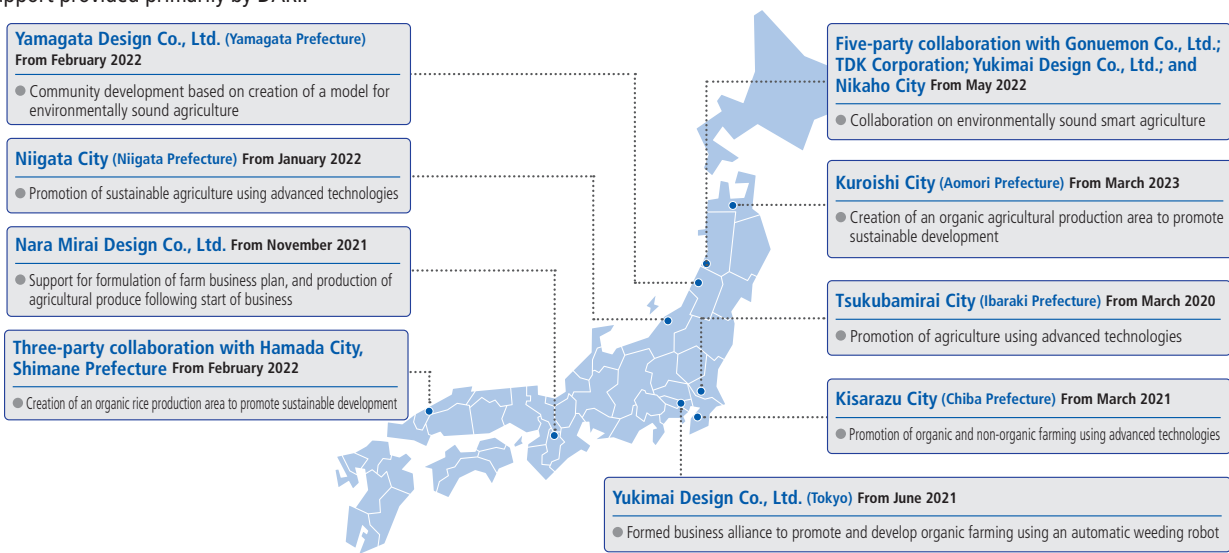 upport provided primarily by DAKI.
Yamagata Design Co., Ltd. (Yamagata Prefecture)
From February 2022
● Community development based on creation of a model for
environmentally sound agriculture
Niigata City (Niigata Prefecture) From January 2022
● Promotion of sustainable agriculture using advanced technologies
Nara Mirai Design Co., Ltd. From November 2021
● Support for formulation of farm business plan, and production of
agricultural produce following start of business
Three-party collaboration with Hamada City,
Shimane Prefecture From February 2022
● Creation of an organic rice production area to promote sustainable development
Five-party collaboration with Gonuemon Co., Ltd.;
TDK Corporation; Yukimai Design Co., Ltd.; and
Nikaho City From May 2022
● Collaboration on environmentally sound smart agriculture
Kuroishi City (Aomori Prefecture) From March 2023
● Creation of an organic agricultural production area to promote
sustainable development
Tsukubamirai City (Ibaraki Prefecture) From March 2020
● Promotion of agriculture using advanced technologies
Kisarazu City (Chiba Prefecture) From March 2021
● Promotion of organic and non-organic farming using advanced technologies
Yukimai Design Co., Ltd. (Tokyo) From June 2021
● Formed business alliance to promote and develop organic farming using an automatic weeding robot